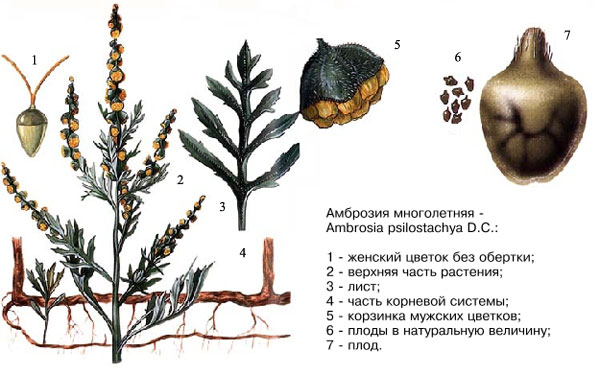 1
5
6
7
2
3
4
Амброзия многолетняя -
Ambrosia psilostachya D.C.:
1 - женский цветок без обертки;
2 - верхняя часть растения;
3 - лист;
4 - часть корневой системы;
5 - корзинка мужских цветков;
6 - плоды в натуральную величину;
7 - плод.